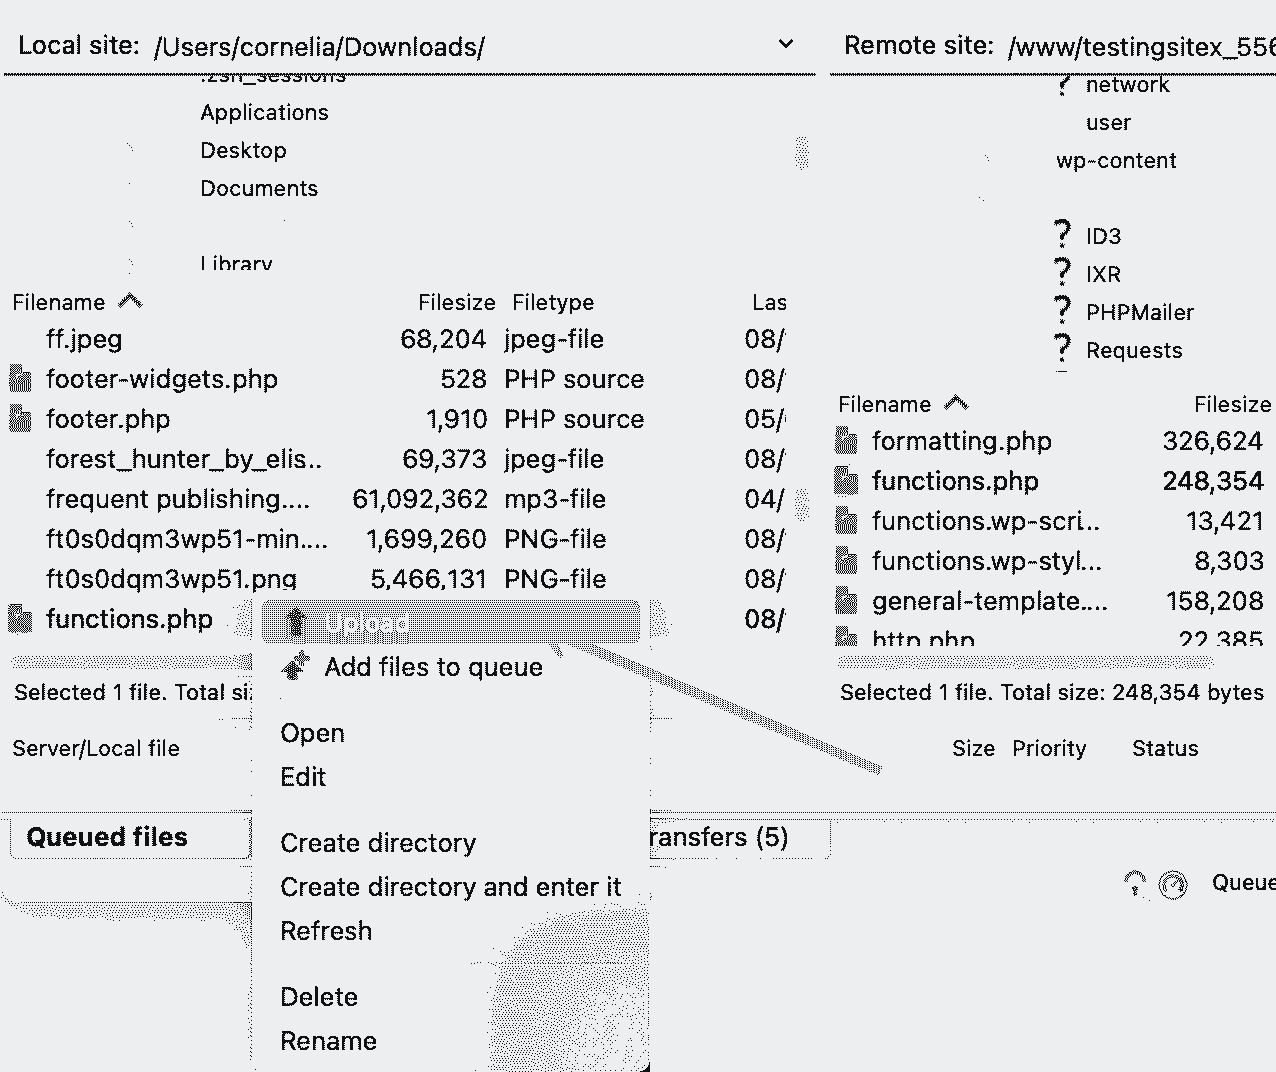 Local site: /Users/cornelia/Downloads/
.zsh_sessions
Applications
Desktop
Documents
Library
Filename Filesize Filetype Las
ff.jpeg 68,204 jpeg-file 08/
footer-widgets.php 528 PHP source 08/
footer.php 1,910 PHP source 05/
forest_hunter_by_elis.. 69,373 jpeg-file 08/
frequent publishing.... 61,092,362 mp3-file 04/
ft0s0dqm3wp51-min.... 1,699,260 PNG-file 08/
ft0s0dqm3wp51.png 5,466,131 PNG-file 08/
functions.php 08/
Selected 1 file. Total si
Remote site: /www/testingsitex_556
? network
user
wp-content
? ID3
? IXR
? PHPMailer
? Requests
Filename Filesize
formatting.php 326,624
functions.php 248,354
functions.wp-scri... 13,421
functions.wp-styl... 8,303
general-template.... 158,208
http.php 22,385
Selected 1 file. Total size: 248,354 bytes
Upload
Add files to queue
Open
Edit
Create directory
Create directory and enter it
Refresh
Delete
Rename
Server/Local file Size Priority Status
Queued files ransfers (5)
Queue